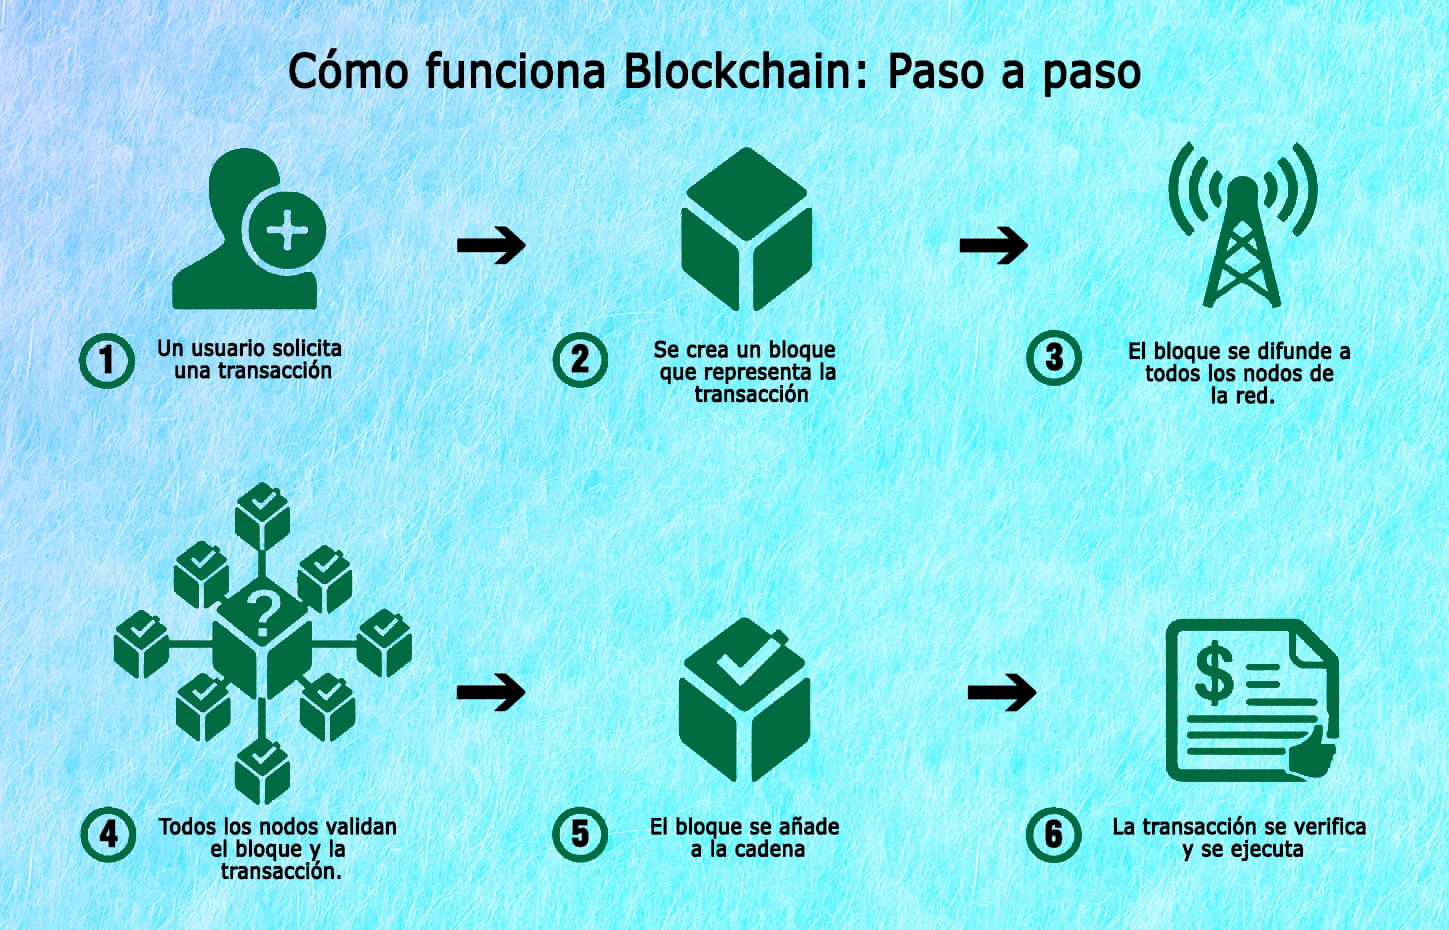 Cómo funciona Blockchain: Paso a paso
1
Un usuario solicita
una transacción
2
Se crea un bloque
que representa la
transacción
3
El bloque se difunde a
todos los nodos de
la red.
?
4
Todos los nodos validan
el bloque y la
transacción.
5
El bloque se añade
a la cadena
$
6
La transacción se verifica
y se ejecuta